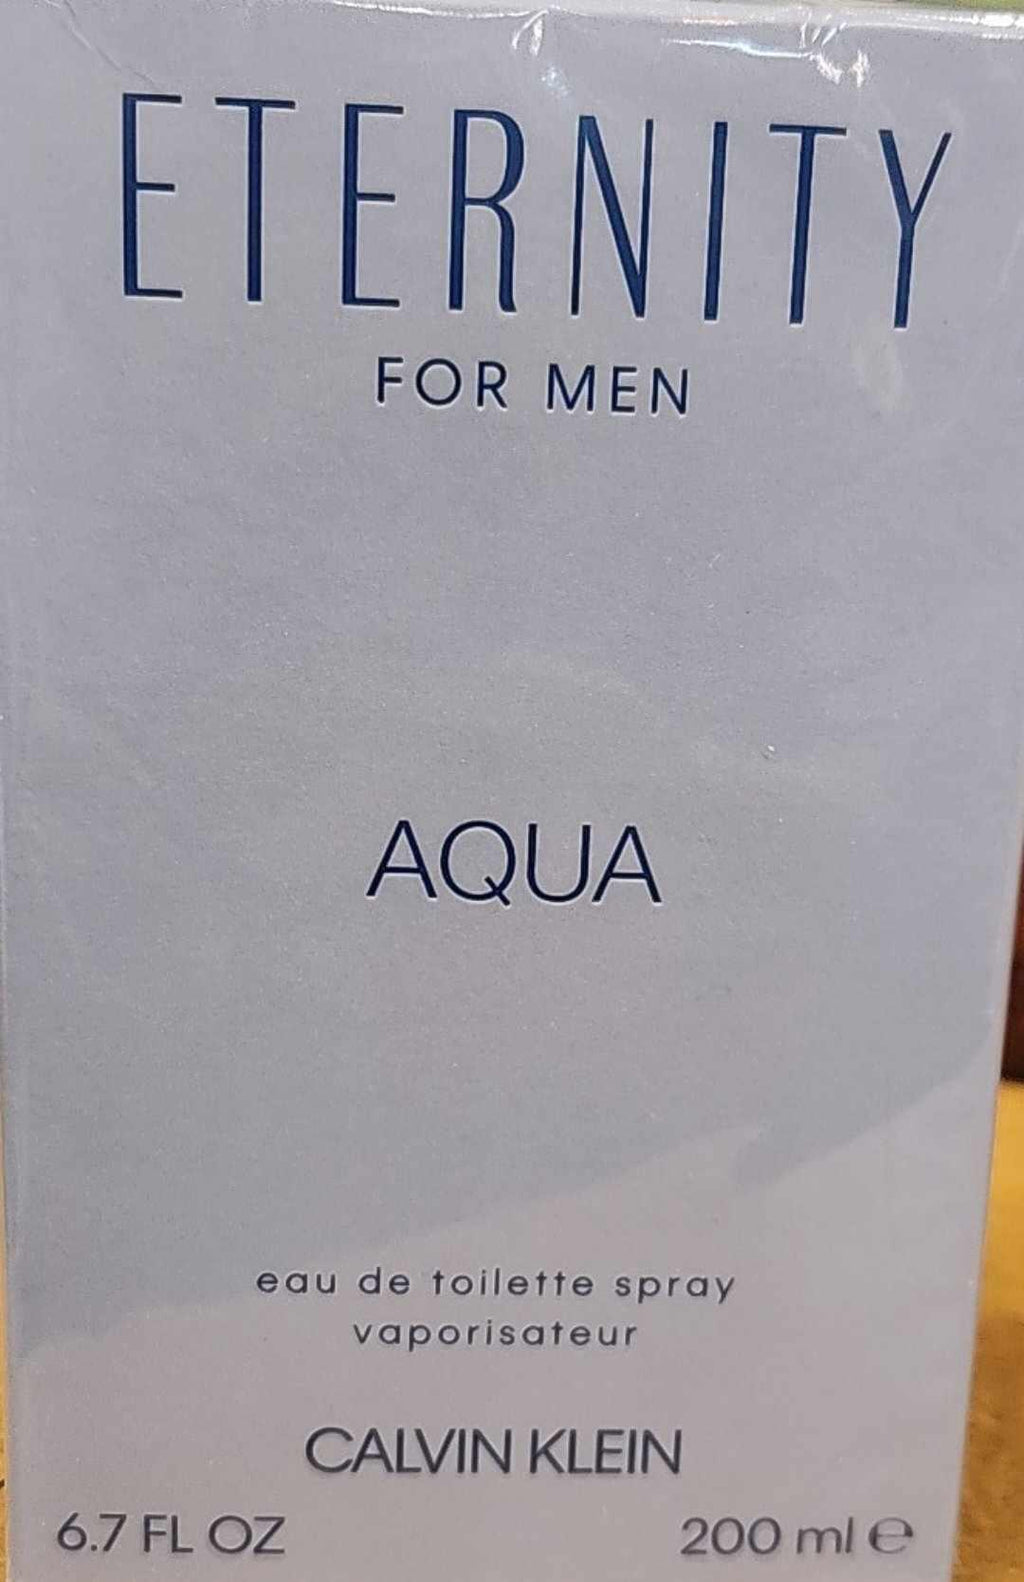 ETERNITY
FOR MEN
AQUA
eau de toilette spray
vaporisateur
CALVIN KLEIN
6.7 FL OZ 200 ml ℮